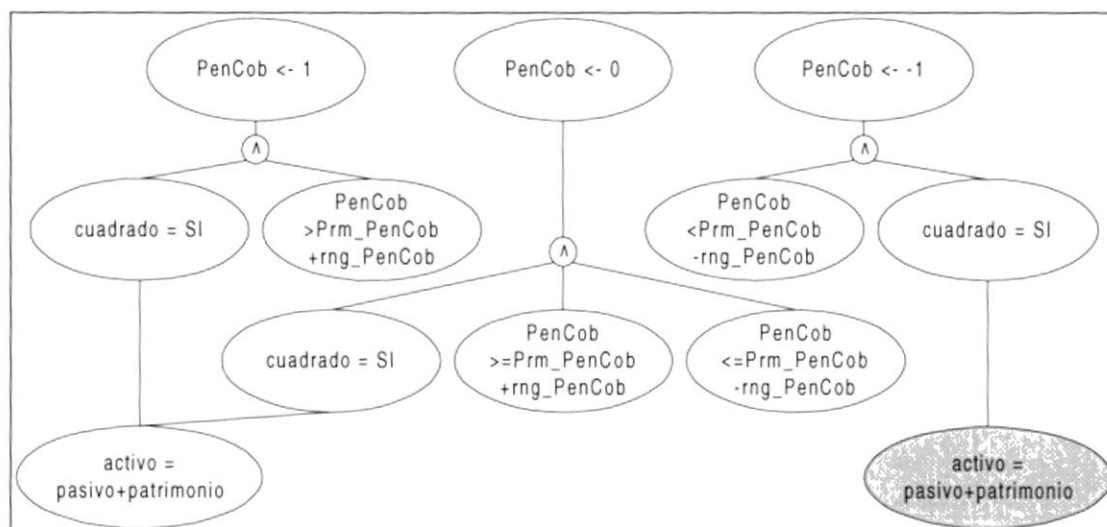 PenCob <- 1
PenCob <- 0
PenCob <- -1
∧
∧
cuadrado = SI
PenCob
>Prm_PenCob
+rng_PenCob
PenCob
<Prm_PenCob
-rng_PenCob
cuadrado = SI
∧
cuadrado = SI
PenCob
>=Prm_PenCob
+rng_PenCob
PenCob
<=Prm_PenCob
-rng_PenCob
activo =
pasivo+patrimonio
activo =
pasivo+patrimonio